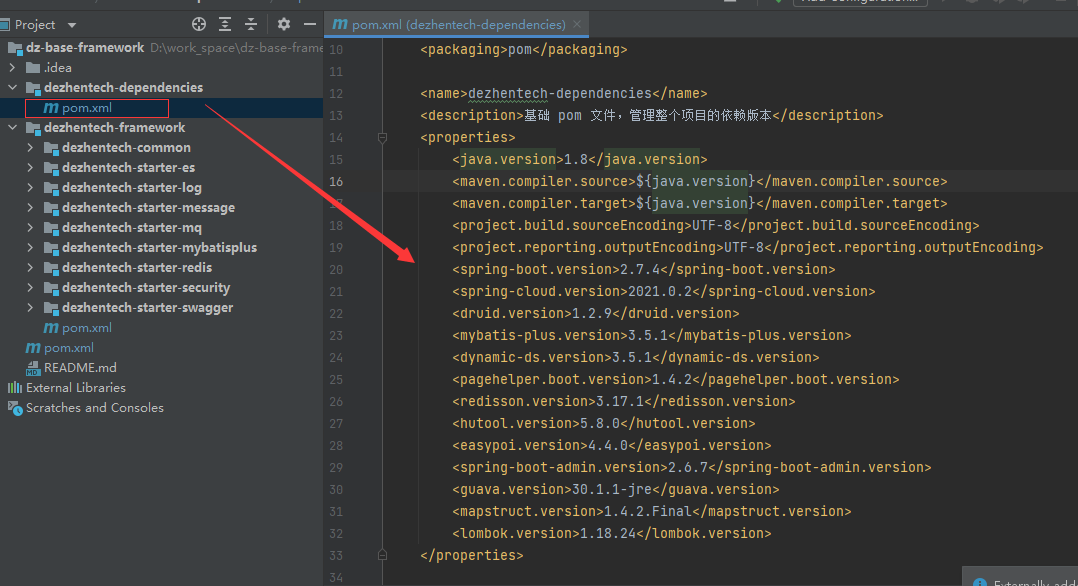 Project
pom.xml (dezhentech-dependencies)
dz-base-framework D:\work_space\dz-base-frame
.idea
dezhentech-dependencies
pom.xml
dezhentech-framework
dezhentech-common
dezhentech-starter-es
dezhentech-starter-log
dezhentech-starter-message
dezhentech-starter-mq
dezhentech-starter-mybatisplus
dezhentech-starter-redis
dezhentech-starter-security
dezhentech-starter-swagger
pom.xml
pom.xml
README.md
External Libraries
Scratches and Consoles
10 <packaging>pom</packaging>
11
12 <name>dezhentech-dependencies</name>
13 <description>基础 pom 文件，管理整个项目的依赖版本</description>
14 <properties>
15 <java.version>1.8</java.version>
16 <maven.compiler.source>${java.version}</maven.compiler.source>
17 <maven.compiler.target>${java.version}</maven.compiler.target>
18 <project.build.sourceEncoding>UTF-8</project.build.sourceEncoding>
19 <project.reporting.outputEncoding>UTF-8</project.reporting.outputEncoding>
20 <spring-boot.version>2.7.4</spring-boot.version>
21 <spring-cloud.version>2021.0.2</spring-cloud.version>
22 <druid.version>1.2.9</druid.version>
23 <mybatis-plus.version>3.5.1</mybatis-plus.version>
24 <dynamic-ds.version>3.5.1</dynamic-ds.version>
25 <pagehelper.boot.version>1.4.2</pagehelper.boot.version>
26 <redisson.version>3.17.1</redisson.version>
27 <hutool.version>5.8.0</hutool.version>
28 <easypoi.version>4.4.0</easypoi.version>
29 <spring-boot-admin.version>2.6.7</spring-boot-admin.version>
30 <guava.version>30.1.1-jre</guava.version>
31 <mapstruct.version>1.4.2.Final</mapstruct.version>
32 <lombok.version>1.18.24</lombok.version>
33 </properties>
34